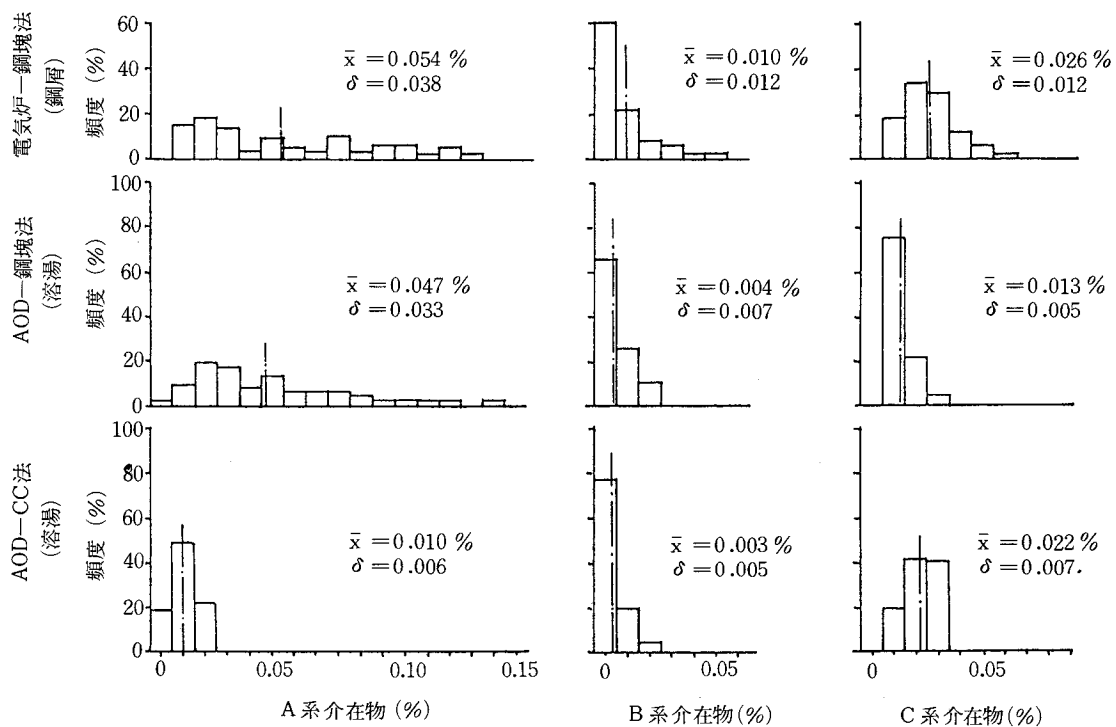 電気炉－鋼塊法
(鋼屑)
頻度 (%)
60
40
20
0
x̄ = 0.054 %
δ = 0.038
x̄ = 0.010 %
δ = 0.012
x̄ = 0.026 %
δ = 0.012
AOD－鋼塊法
(溶湯)
頻度 (%)
100
80
60
40
20
0
x̄ = 0.047 %
δ = 0.033
x̄ = 0.004 %
δ = 0.007
x̄ = 0.013 %
δ = 0.005
AOD－CC法
(溶湯)
頻度 (%)
100
80
60
40
20
0
x̄ = 0.010 %
δ = 0.006
x̄ = 0.003 %
δ = 0.005
x̄ = 0.022 %
δ = 0.007.
0 0.05 0.10 0.15
0 0.05
0 0.05
A 系介在物 (%)
B 系介在物(%)
C 系介在物(%)